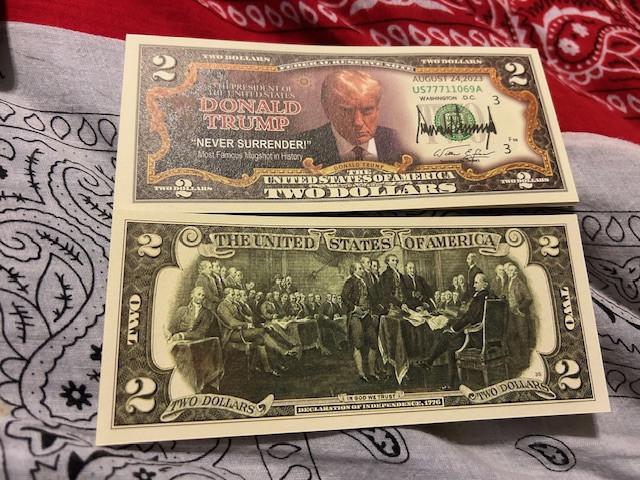 FEDERAL RESERVE NOTE
TWO DOLLARS
TWO DOLLARS
2
2
45TH PRESIDENT OF
THE UNITED STATES
DONALD
TRUMP
"NEVER SURRENDER!"
Most Famous Mugshot in History
AUGUST 24,2023
US77711069A
WASHINGTON .D.C.
3
3
DONALD TRUMP
THE
UNITED STATES OF AMERICA
TWO DOLLARS
TWO DOLLARS
2
TWO DOLLARS
2
THE UNITED STATES OF AMERICA
2
2
TWO
TWO
2
2
TWO DOLLARS
IN GOD WE TRUST
TWO DOLLARS
DECLARATION OF INDEPENDENCE, 1776